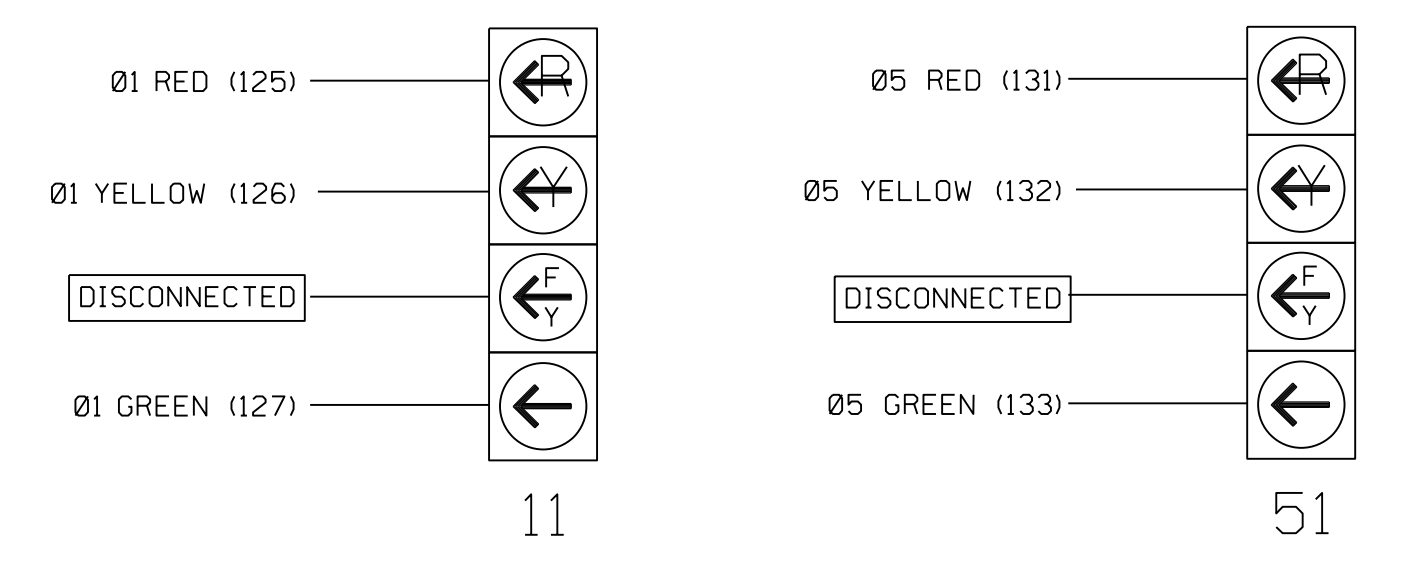 Ø1 RED (125)
R
Ø1 YELLOW (126)
Y
DISCONNECTED
F
Y
Ø1 GREEN (127)
11
Ø5 RED (131)
R
Ø5 YELLOW (132)
Y
DISCONNECTED
F
Y
Ø5 GREEN (133)
51